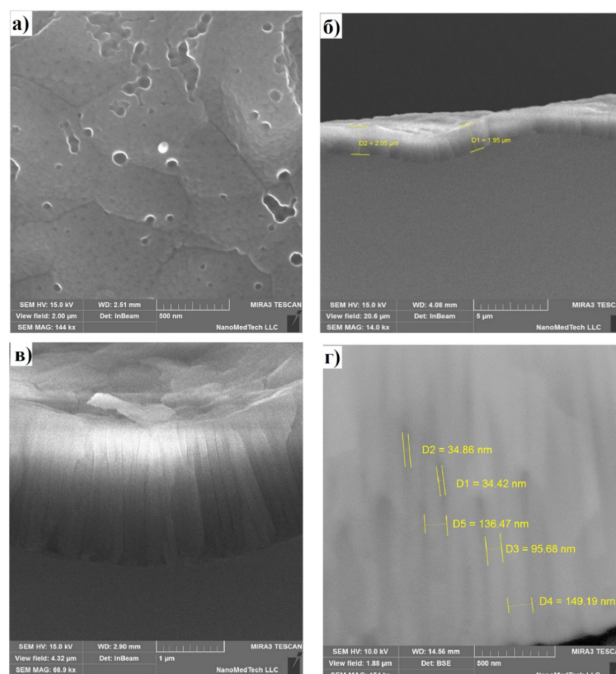 а)
SEM HV: 15.0 kV WD: 2.51 mm MIRA3 TESCAN
View field: 2.00 µm Det: InBeam 500 nm
SEM MAG: 144 kx NanoMedTech LLC
б)
D2 = 2.05 µm
D1 = 1.95 µm
SEM HV: 15.0 kV WD: 4.08 mm MIRA3 TESCAN
View field: 20.6 µm Det: InBeam 5 µm
SEM MAG: 14.0 kx NanoMedTech LLC
в)
SEM HV: 15.0 kV WD: 2.90 mm MIRA3 TESCAN
View field: 4.32 µm Det: InBeam 1 µm
SEM MAG: 66.9 kx NanoMedTech LLC
г)
D2 = 34.86 nm
D1 = 34.42 nm
D5 = 136.47 nm
D3 = 95.68 nm
D4 = 149.19 nm
SEM HV: 10.0 kV WD: 14.56 mm MIRA3 TESCAN
View field: 1.88 µm Det: BSE 500 nm
NanoMedTech LLC